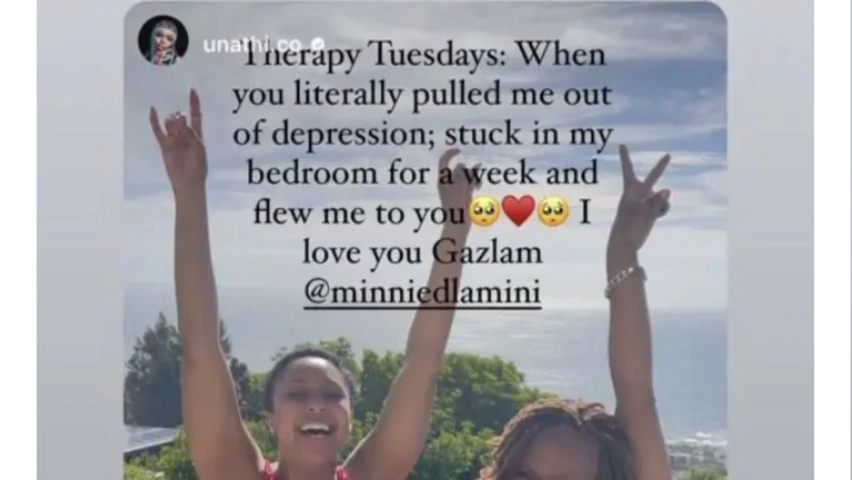 unathi.co
Therapy Tuesdays: When
you literally pulled me out
of depression; stuck in my
bedroom for a week and
flew me to you🥺❤️🥺 I
love you Gazlam
@minniedlamini